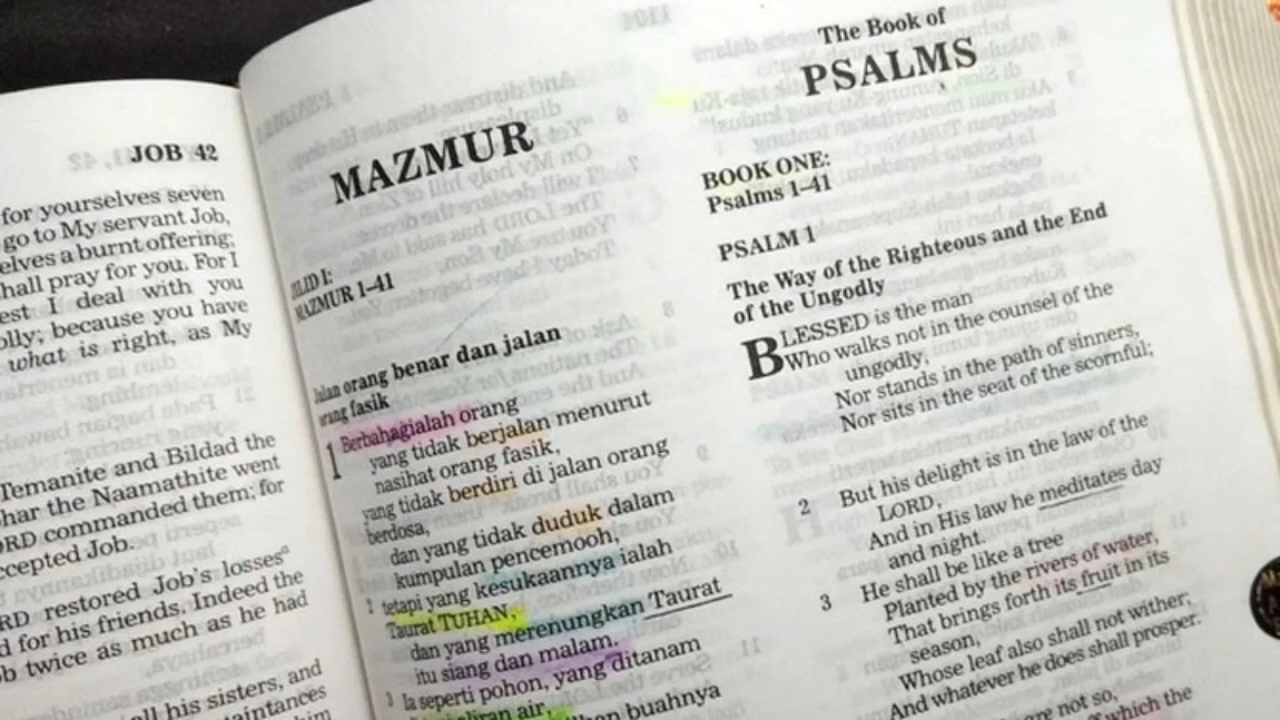 JOB 42
for yourselves seven
go to My servant Job,
a burnt offering;
shall pray for you. For I
I deal with you
because you have
what is right, as My
Temanite and Bildad the
the Naamathite went
commanded them; for
Job.
restored Job's losses
for his friends. Indeed the
twice as much as he had
all his sisters, and
MAZMUR
MAZMUR 1–41
Jalan orang benar dan jalan
orang fasik
1 Berbahagialah orang
yang tidak berjalan menurut
nasihat orang fasik,
yang tidak berdiri di jalan orang
berdosa,
dan yang tidak duduk dalam
kumpulan pencemooh,
2 tetapi yang kesukaannya ialah
Taurat TUHAN,
dan yang merenungkan Taurat
itu siang dan malam.
3 Ia seperti pohon, yang ditanam
aliran air,
buahnya
The Book of
PSALMS
BOOK ONE:
Psalms 1–41
PSALM 1
The Way of the Righteous and the End
of the Ungodly
BLESSED is the man
Who walks not in the counsel of the
ungodly,
Nor stands in the path of sinners,
Nor sits in the seat of the scornful;
2 But his delight is in the law of the
LORD,
And in His law he meditates day
and night.
3 He shall be like a tree
Planted by the rivers of water,
That brings forth its fruit in its
season,
Whose leaf also shall not wither;
And whatever he does shall prosper.
are not so,
which the